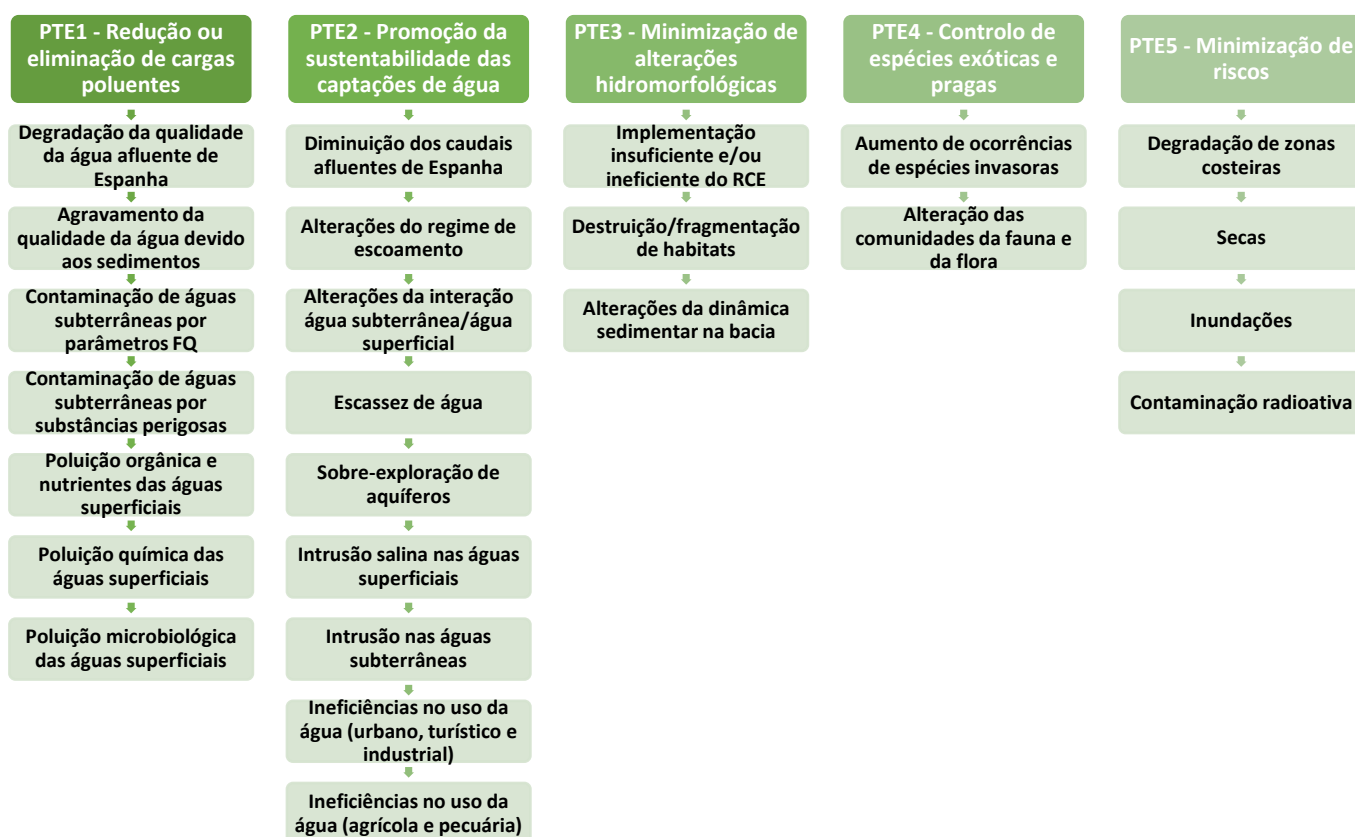 PTE1 - Redução ou
eliminação de cargas
poluentes
Degradação da qualidade
da água afluente de
Espanha
Agravamento da
qualidade da água devido
aos sedimentos
Contaminação de águas
subterrâneas por
parâmetros FQ
Contaminação de águas
subterrâneas por
substâncias perigosas
Poluição orgânica e
nutrientes das águas
superficiais
Poluição química das
águas superficiais
Poluição microbiológica
das águas superficiais
PTE2 - Promoção da
sustentabilidade das
captações de água
Diminuição dos caudais
afluentes de Espanha
Alterações do regime de
escoamento
Alterações da interação
água subterrânea/água
superficial
Escassez de água
Sobre-exploração de
aquíferos
Intrusão salina nas águas
superficiais
Intrusão nas águas
subterrâneas
Ineficiências no uso da
água (urbano, turístico e
industrial)
Ineficiências no uso da
água (agrícola e pecuária)
PTE3 - Minimização de
alterações
hidromorfológicas
Implementação
insuficiente e/ou
ineficiente do RCE
Destruição/fragmentação
de habitats
Alterações da dinâmica
sedimentar na bacia
PTE4 - Controlo de
espécies exóticas e
pragas
Aumento de ocorrências
de espécies invasoras
Alteração das
comunidades da fauna e
da flora
PTE5 - Minimização de
riscos
Degradação de zonas
costeiras
Secas
Inundações
Contaminação radioativa